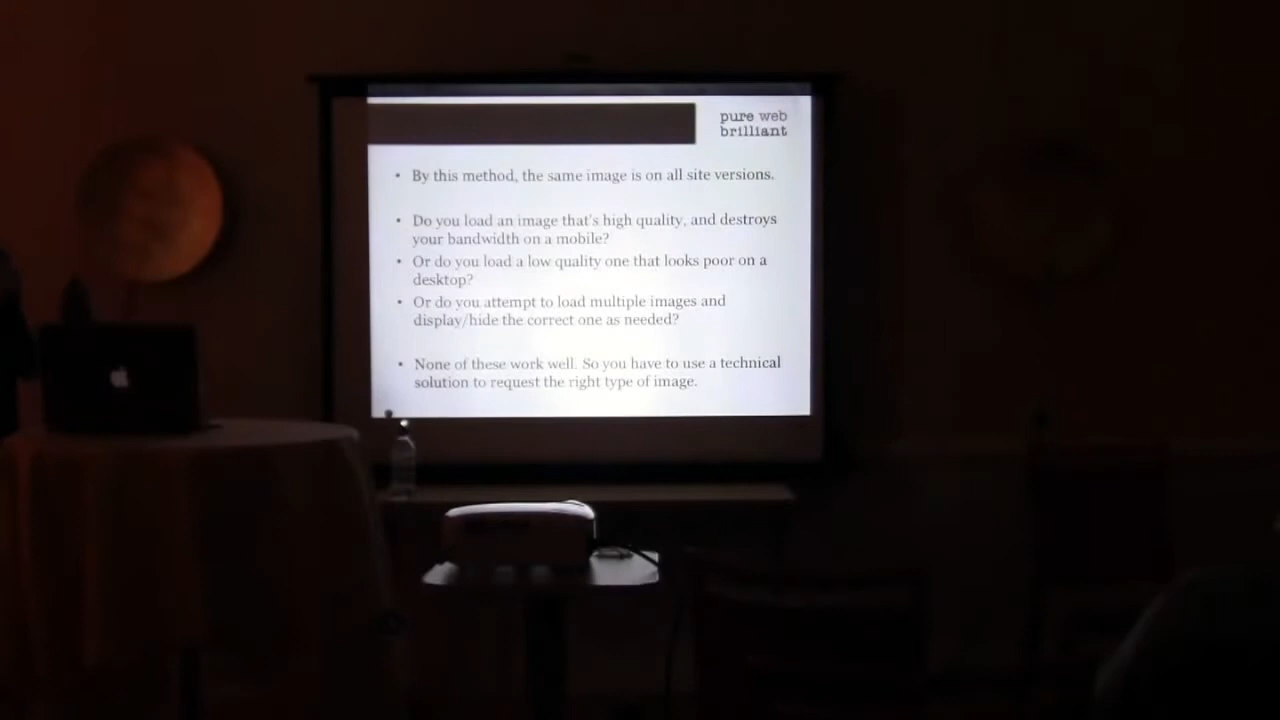 pure web
brilliant
• By this method, the same image is on all site versions.
• Do you load an image that's high quality, and destroys
your bandwidth on a mobile?
• Or do you load a low quality one that looks poor on a
desktop?
• Or do you attempt to load multiple images and
display/hide the correct one as needed?
• None of these work well. So you have to use a technical
solution to request the right type of image.